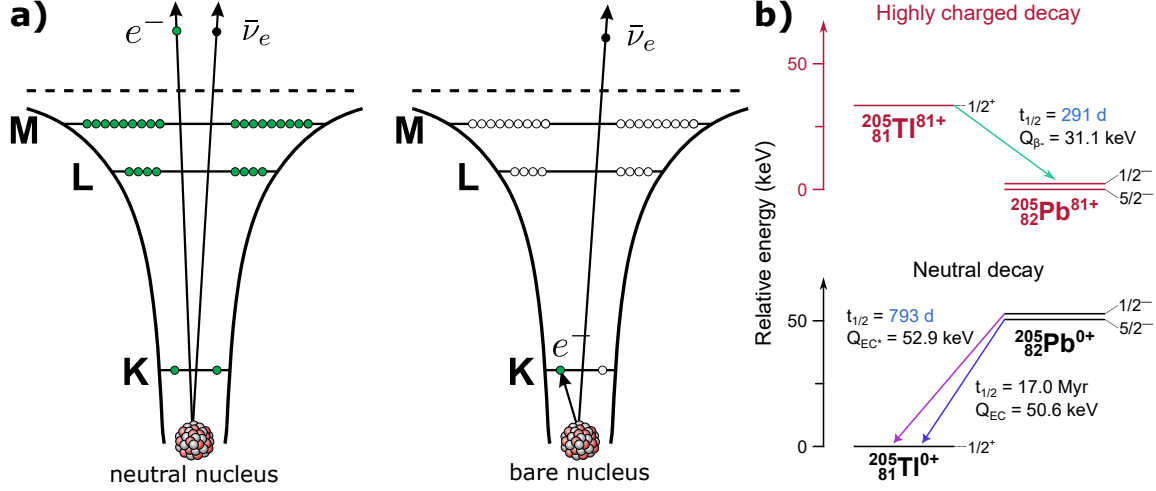 a)
e⁻
ν̄ₑ
M
L
K
neutral nucleus
ν̄ₑ
M
L
e⁻
K
bare nucleus
b)
Highly charged decay
Relative energy (keV)
50
0
1/2⁺
²⁰⁵₈₁Tl⁸¹⁺
t₁/₂ = 291 d
Qᵦ₋ = 31.1 keV
1/2⁻
5/2⁻
²⁰⁵₈₂Pb⁸¹⁺
Neutral decay
50
0
t₁/₂ = 793 d
Q_EC* = 52.9 keV
1/2⁻
5/2⁻
²⁰⁵₈₂Pb⁰⁺
t₁/₂ = 17.0 Myr
Q_EC = 50.6 keV
1/2⁺
²⁰⁵₈₁Tl⁰⁺